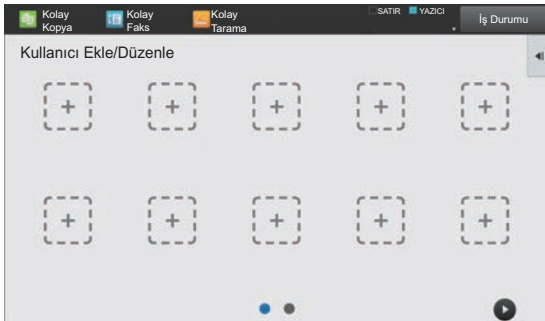 Kolay Kopya
Kolay Faks
Kolay Tarama
SATIR
YAZICI
İş Durumu
Kullanıcı Ekle/Düzenle